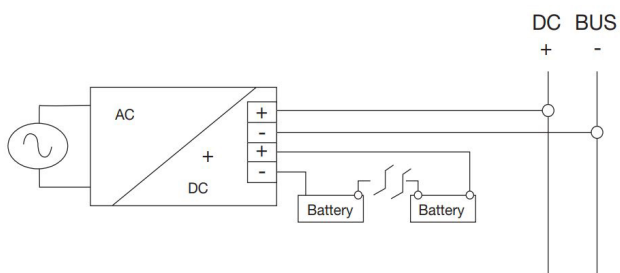 DC BUS
+ -
AC
+
-
+
-
+
DC
Battery
Battery